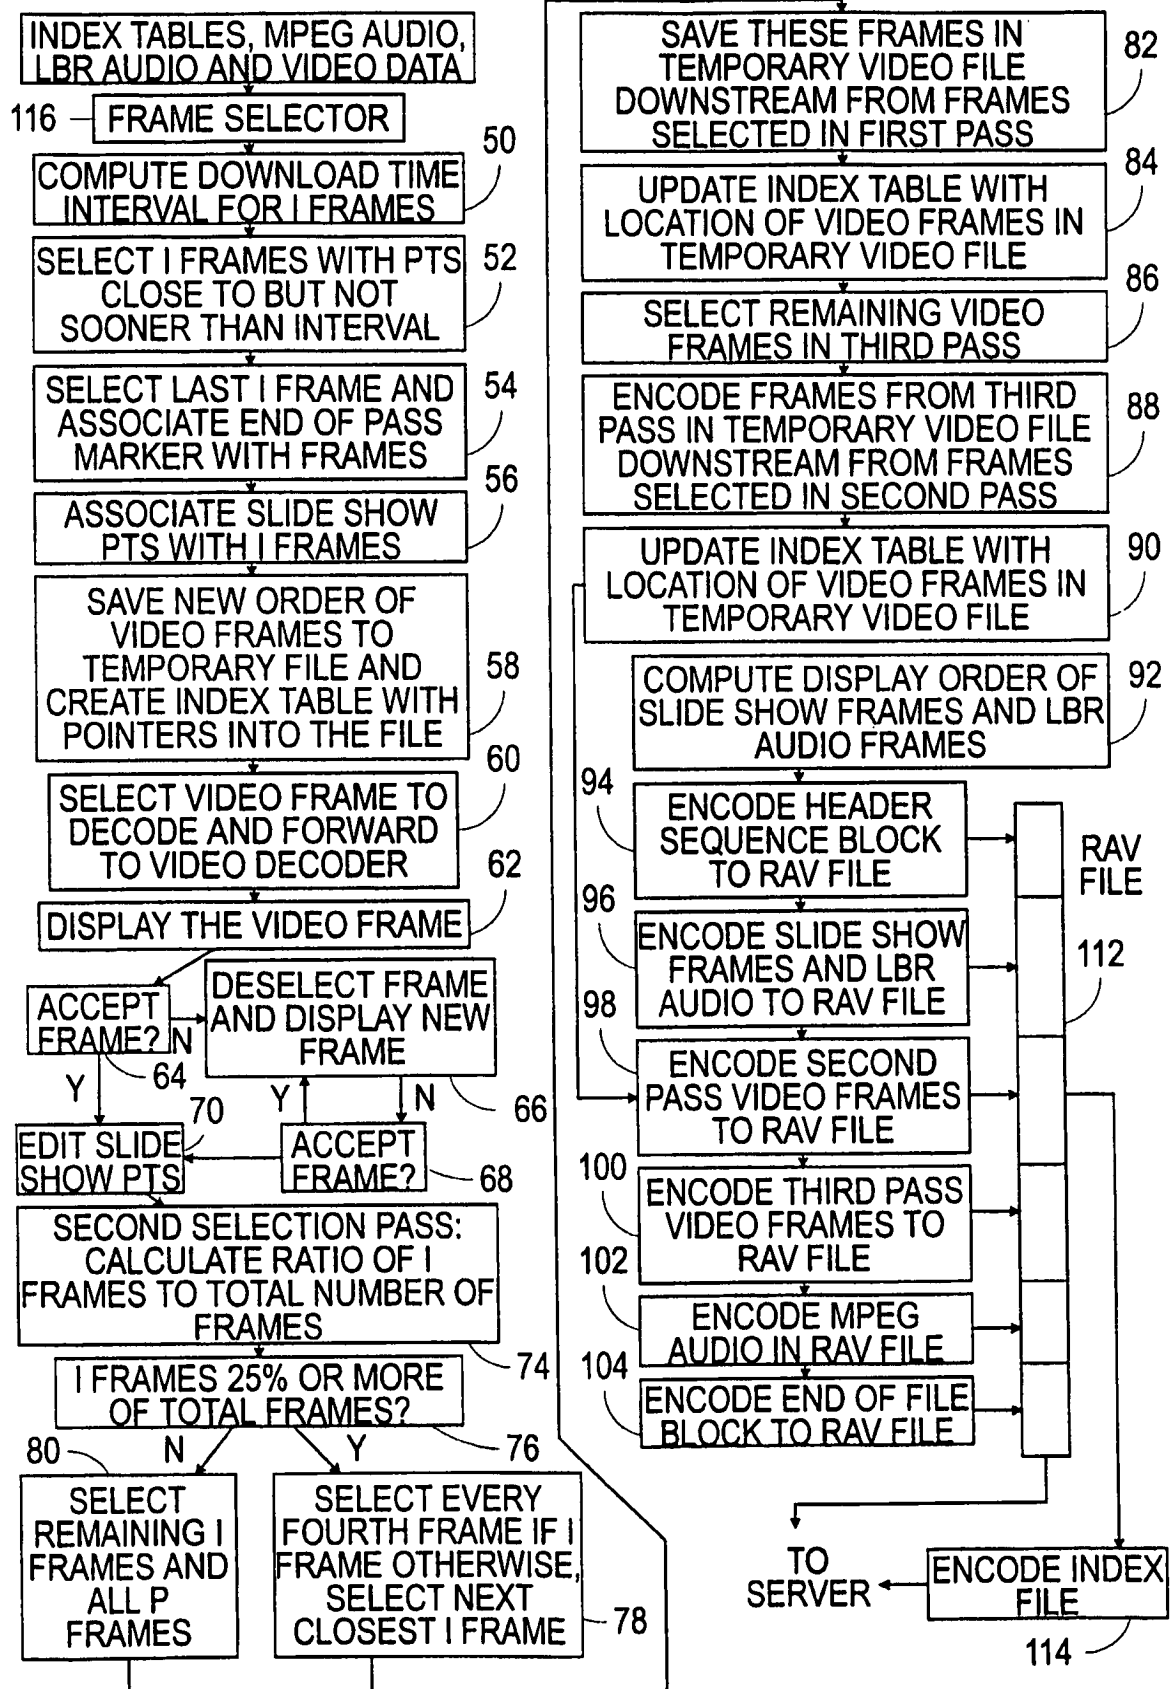 INDEX TABLES, MPEG AUDIO,
LBR AUDIO AND VIDEO DATA
116
FRAME SELECTOR
50
COMPUTE DOWNLOAD TIME
INTERVAL FOR I FRAMES
SELECT I FRAMES WITH PTS
CLOSE TO BUT NOT
SOONER THAN INTERVAL
52
SELECT LAST I FRAME AND
ASSOCIATE END OF PASS
MARKER WITH FRAMES
54
56
ASSOCIATE SLIDE SHOW
PTS WITH I FRAMES
SAVE NEW ORDER OF
VIDEO FRAMES TO
TEMPORARY FILE AND
CREATE INDEX TABLE WITH
POINTERS INTO THE FILE
58
60
SELECT VIDEO FRAME TO
DECODE AND FORWARD
TO VIDEO DECODER
62
DISPLAY THE VIDEO FRAME
ACCEPT
FRAME?
N
64
Y
DESELECT FRAME
AND DISPLAY NEW
FRAME
66
Y
N
70
EDIT SLIDE
SHOW PTS
ACCEPT
FRAME?
68
SECOND SELECTION PASS:
CALCULATE RATIO OF I
FRAMES TO TOTAL NUMBER OF
FRAMES
74
I FRAMES 25% OR MORE
OF TOTAL FRAMES?
76
N
Y
80
SELECT
REMAINING I
FRAMES AND
ALL P
FRAMES
SELECT EVERY
FOURTH FRAME IF I
FRAME OTHERWISE,
SELECT NEXT
CLOSEST I FRAME
78
SAVE THESE FRAMES IN
TEMPORARY VIDEO FILE
DOWNSTREAM FROM FRAMES
SELECTED IN FIRST PASS
82
UPDATE INDEX TABLE WITH
LOCATION OF VIDEO FRAMES IN
TEMPORARY VIDEO FILE
84
86
SELECT REMAINING VIDEO
FRAMES IN THIRD PASS
ENCODE FRAMES FROM THIRD
PASS IN TEMPORARY VIDEO FILE
DOWNSTREAM FROM FRAMES
SELECTED IN SECOND PASS
88
UPDATE INDEX TABLE WITH
LOCATION OF VIDEO FRAMES IN
TEMPORARY VIDEO FILE
90
COMPUTE DISPLAY ORDER OF
SLIDE SHOW FRAMES AND LBR
AUDIO FRAMES
92
94
ENCODE HEADER
SEQUENCE BLOCK
TO RAV FILE
RAV
FILE
96
ENCODE SLIDE SHOW
FRAMES AND LBR
AUDIO TO RAV FILE
112
98
ENCODE SECOND
PASS VIDEO FRAMES
TO RAV FILE
100
ENCODE THIRD PASS
VIDEO FRAMES TO
RAV FILE
102
ENCODE MPEG
AUDIO IN RAV FILE
104
ENCODE END OF FILE
BLOCK TO RAV FILE
TO
SERVER
ENCODE INDEX
FILE
114